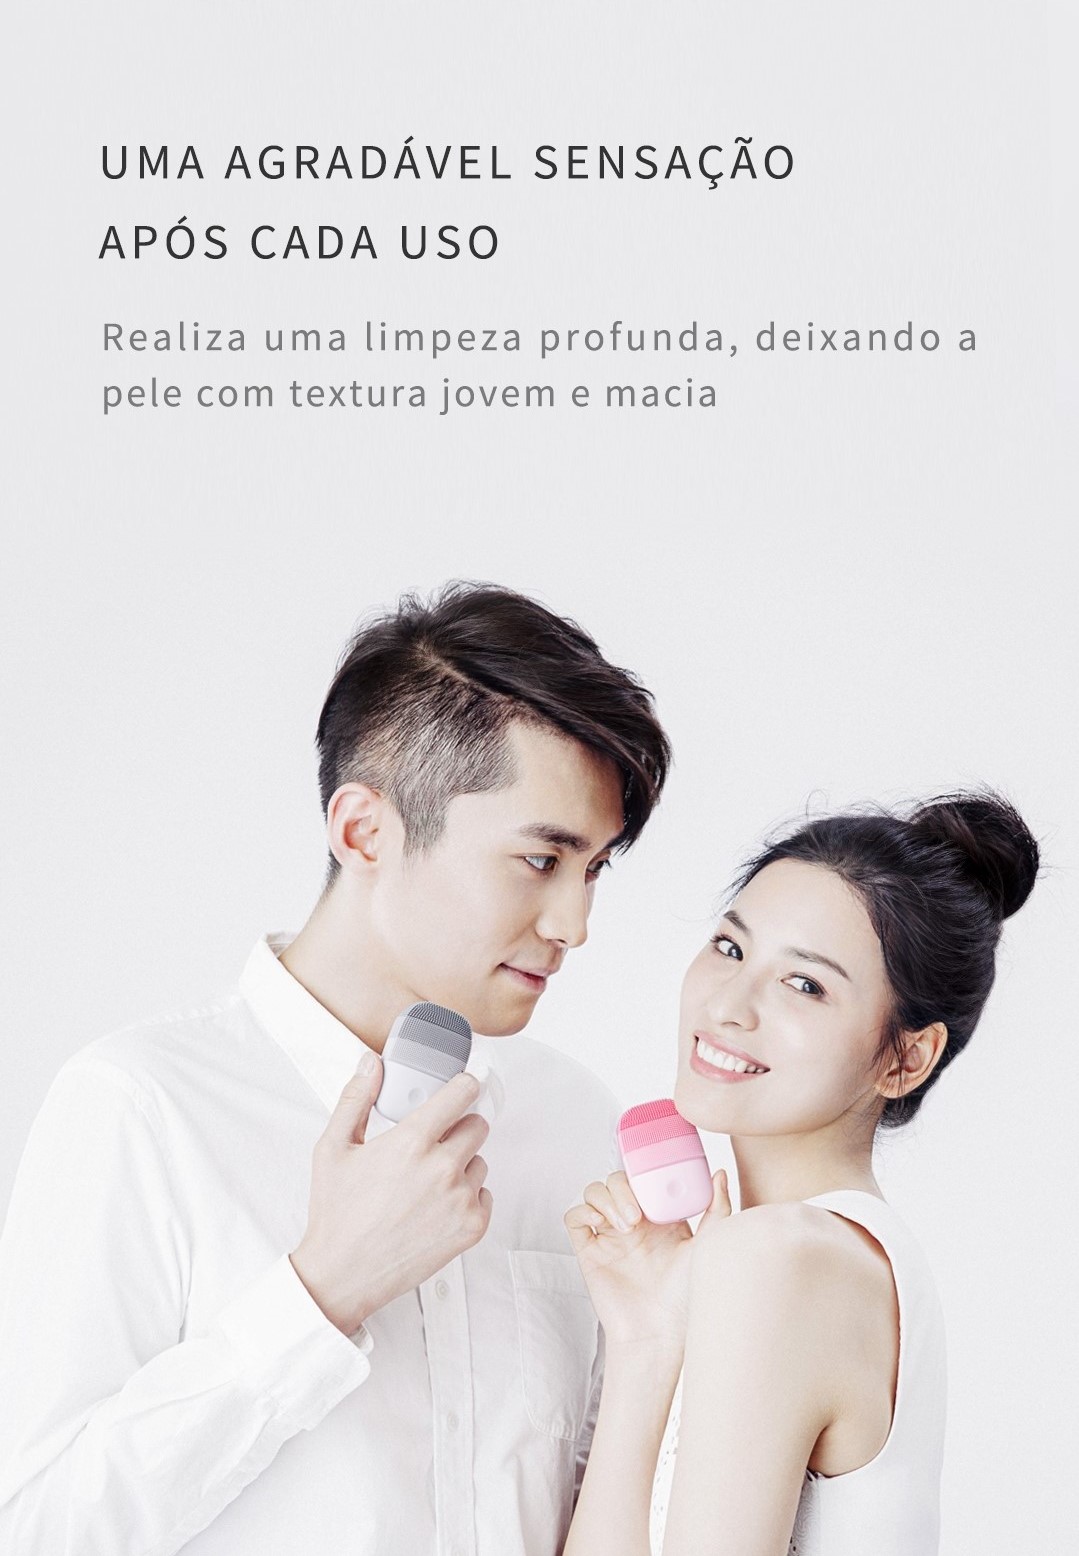 UMA AGRADÁVEL SENSAÇÃO
APÓS CADA USO
Realiza uma limpeza profunda, deixando a
pele com textura jovem e macia